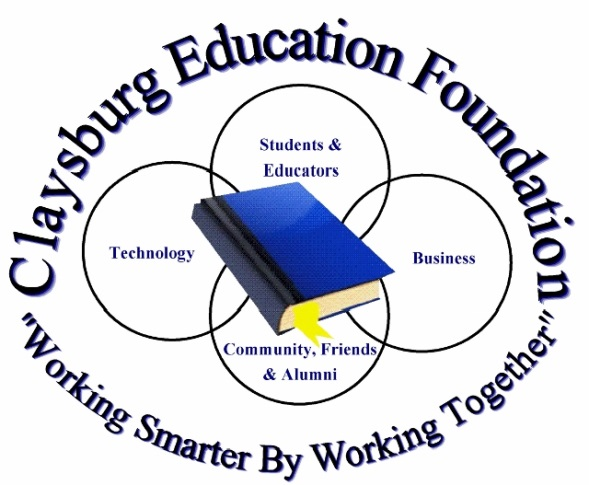 Claysburg Education Foundation
Students &
Educators
Technology
Business
Community, Friends
& Alumni
"Working Smarter By Working Together"